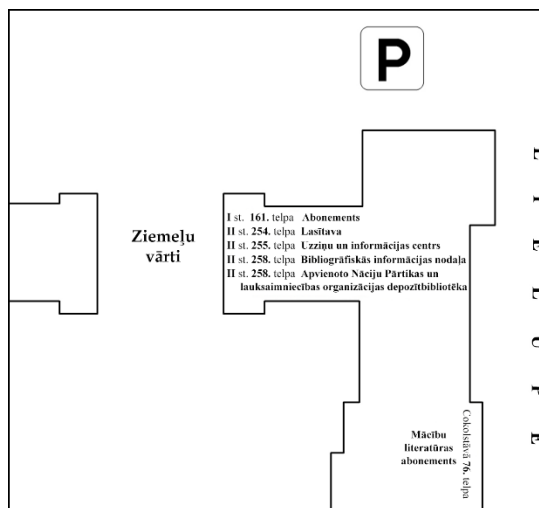 P
Ziemeļu
vārti
I st. 161. telpa Abonements
II st. 254. telpa Lasītava
II st. 255. telpa Uzziņu un informācijas centrs
II st. 258. telpa Bibliogrāfiskās informācijas nodaļa
II st. 258. telpa Apvienoto Nāciju Pārtikas un
lauksaimniecības organizācijas depozītbibliotēka
Mācību
literatūras
abonements
Cokolstāvā 76. telpa
L I E L U P E